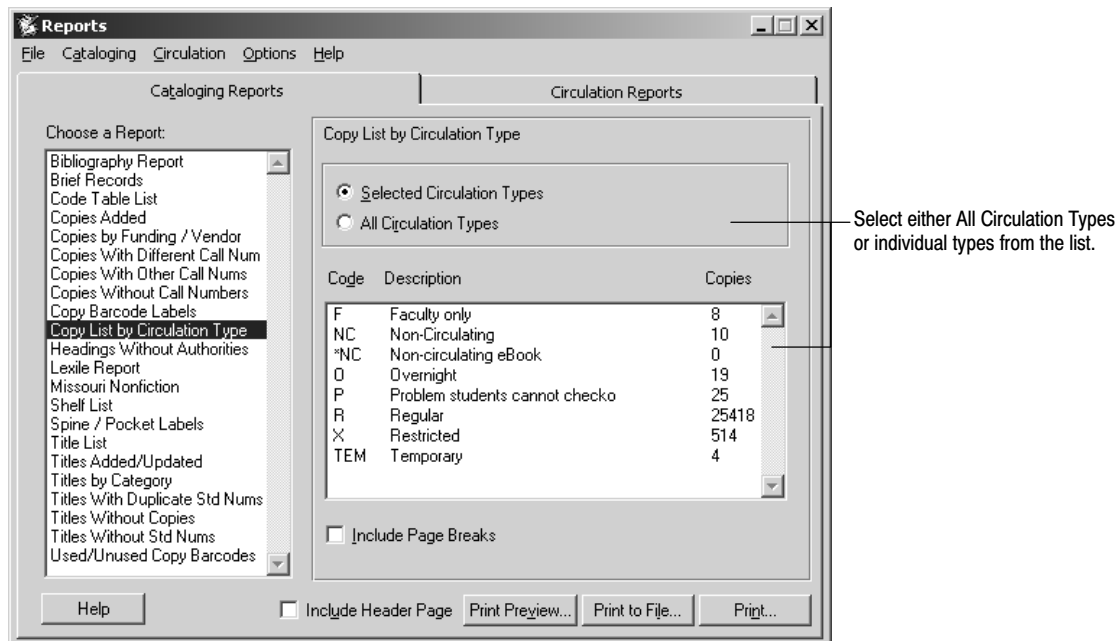 Reports
File Cataloging Circulation Options Help
Cataloging Reports
Circulation Reports
Choose a Report:
Bibliography Report
Brief Records
Code Table List
Copies Added
Copies by Funding / Vendor
Copies With Different Call Num
Copies With Other Call Nums
Copies Without Call Numbers
Copy Barcode Labels
Copy List by Circulation Type
Headings Without Authorities
Lexile Report
Missouri Nonfiction
Shelf List
Spine / Pocket Labels
Title List
Titles Added/Updated
Titles by Category
Titles With Duplicate Std Nums
Titles Without Copies
Titles Without Std Nums
Used/Unused Copy Barcodes
Copy List by Circulation Type
Selected Circulation Types
All Circulation Types
Code Description Copies
F Faculty only 8
NC Non-Circulating 10
*NC Non-circulating eBook 0
O Overnight 19
P Problem students cannot checko 25
R Regular 25418
X Restricted 514
TEM Temporary 4
Include Page Breaks
Help
Include Header Page
Print Preview...
Print to File...
Print...
Select either All Circulation Types
or individual types from the list.